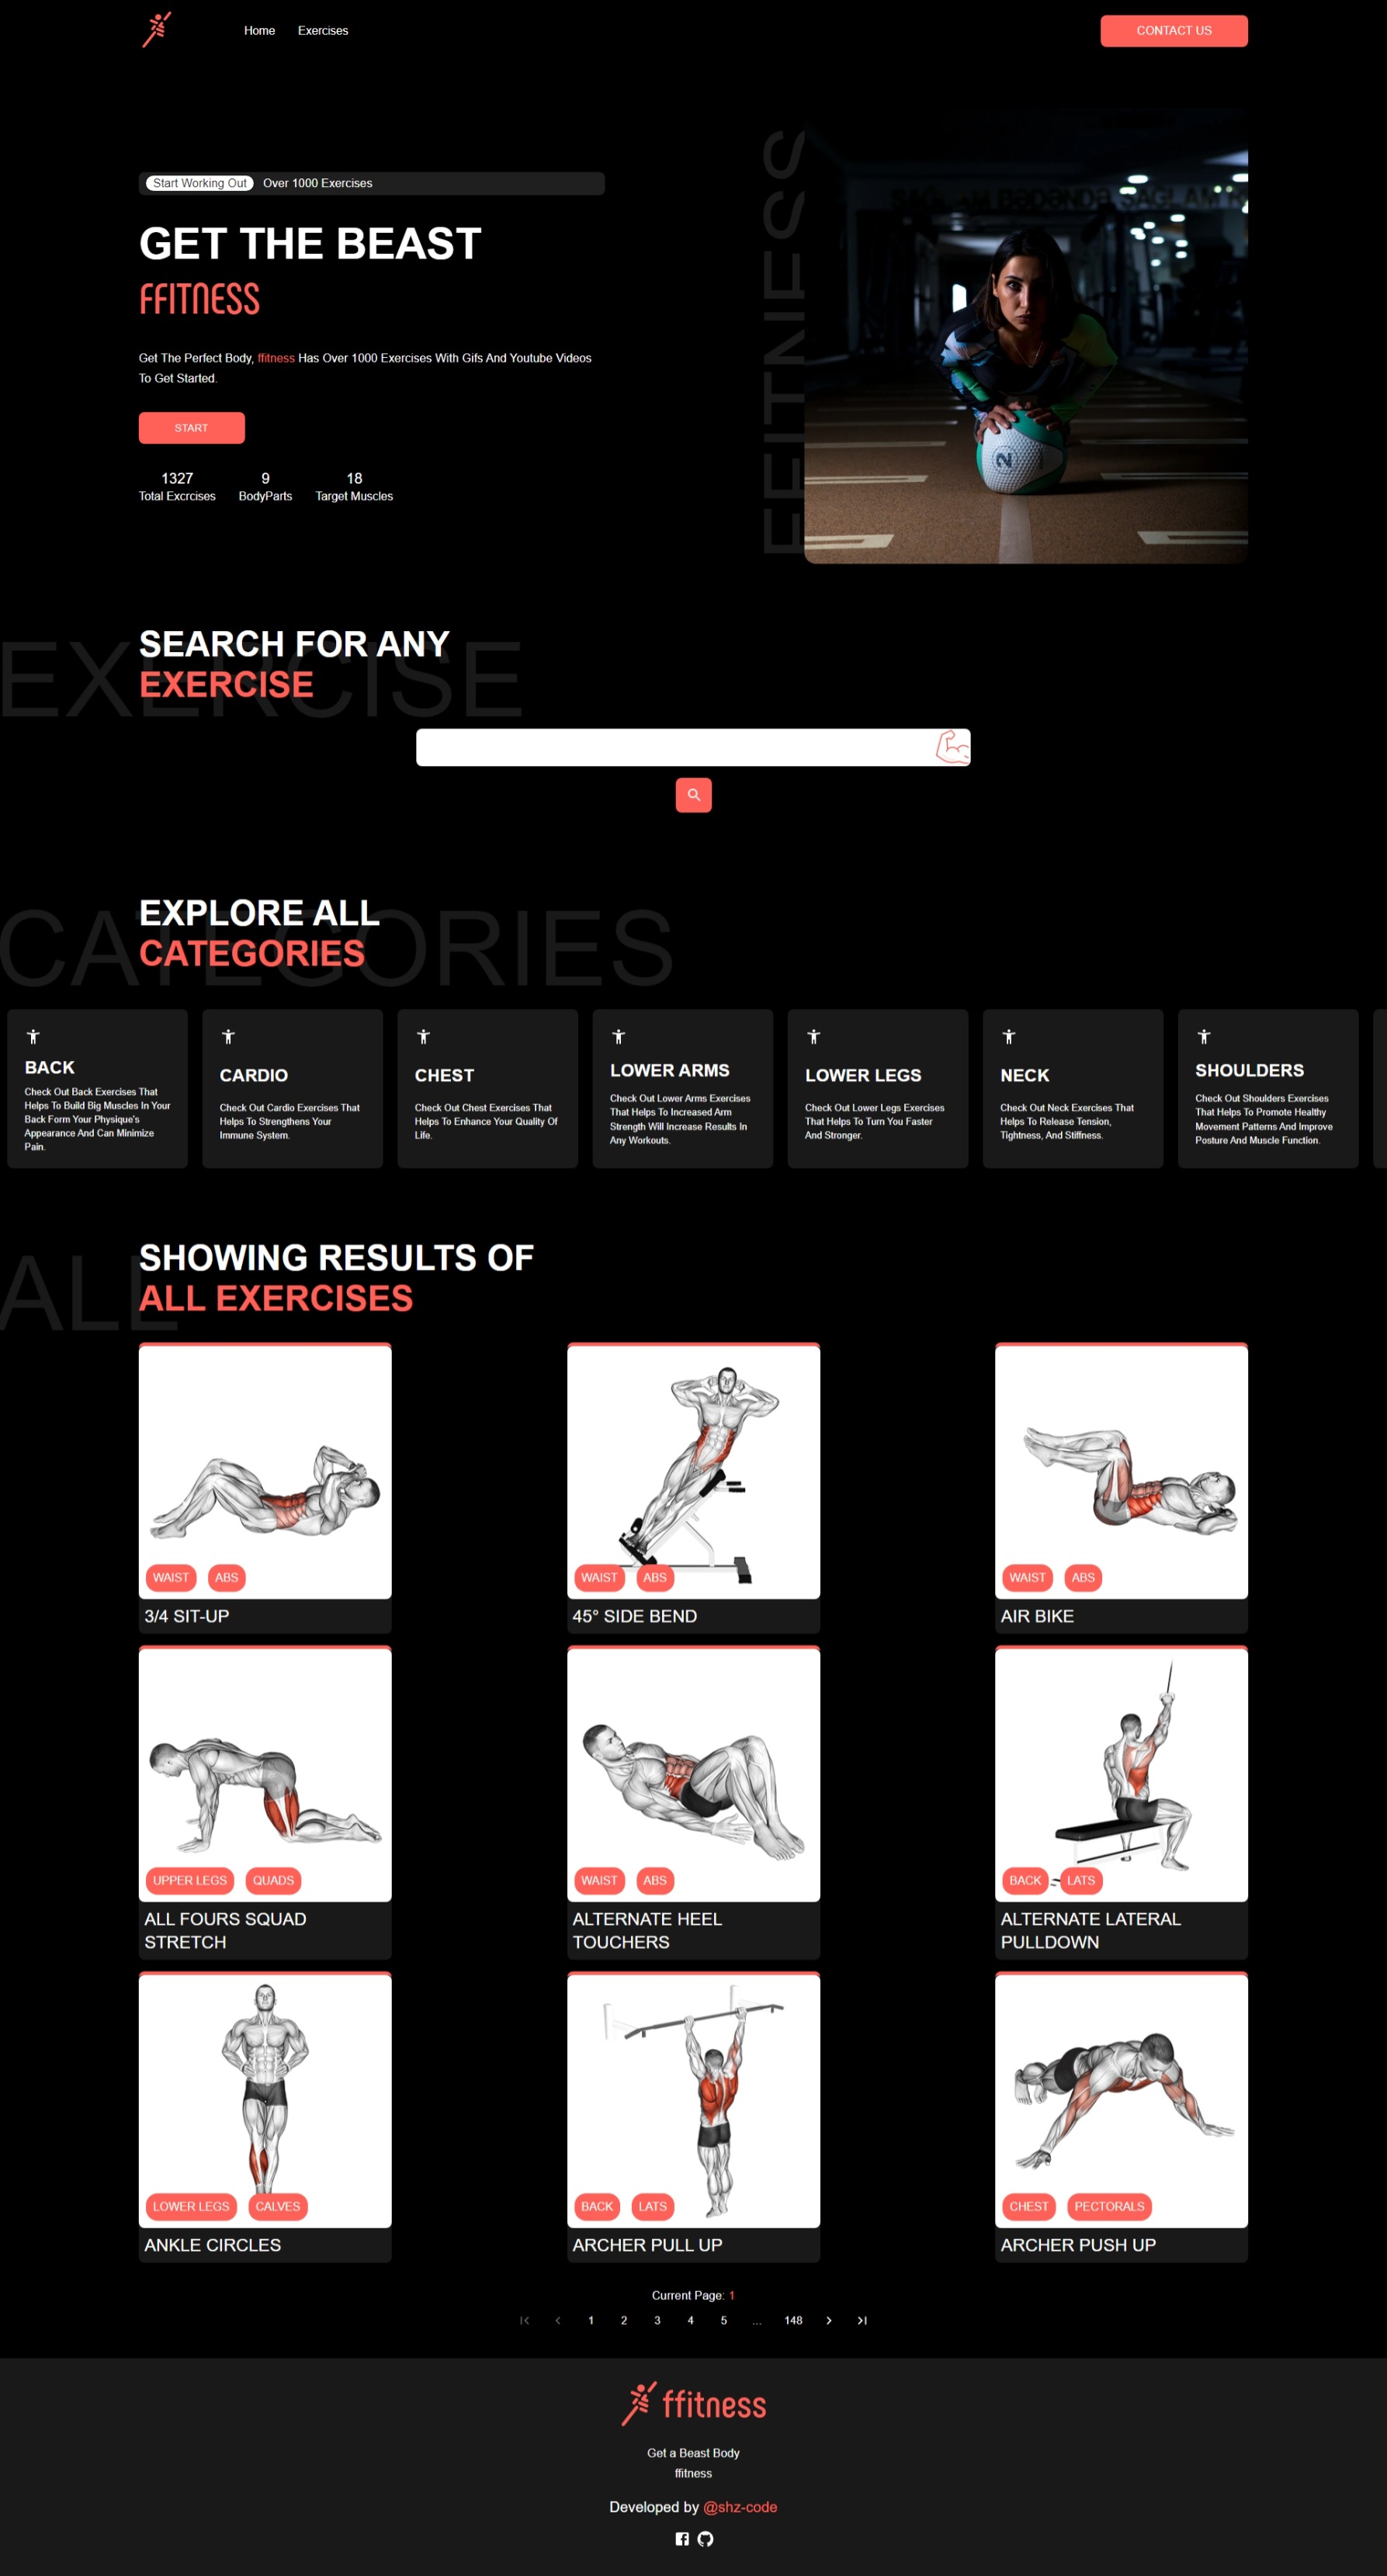 Home Exercises CONTACT US
Start Working Out Over 1000 Exercises
GET THE BEAST
FFITNESS
Get The Perfect Body, ffitness Has Over 1000 Exercises With Gifs And Youtube Videos
To Get Started.
START
1327 9 18
Total Excrcises BodyParts Target Muscles
FFITNESS
2
SEARCH FOR ANY
EXERCISE
EXERCISE
EXPLORE ALL
CATEGORIES
CATEGORIES
BACK
Check Out Back Exercises That
Helps To Build Big Muscles In Your
Back Form Your Physique's
Appearance And Can Minimize
Pain.
CARDIO
Check Out Cardio Exercises That
Helps To Strengthens Your
Immune System.
CHEST
Check Out Chest Exercises That
Helps To Enhance Your Quality Of
Life.
LOWER ARMS
Check Out Lower Arms Exercises
That Helps To Increased Arm
Strength Will Increase Results In
Any Workouts.
LOWER LEGS
Check Out Lower Legs Exercises
That Helps To Turn You Faster
And Stronger.
NECK
Check Out Neck Exercises That
Helps To Release Tension,
Tightness, And Stiffness.
SHOULDERS
Check Out Shoulders Exercises
That Helps To Promote Healthy
Movement Patterns And Improve
Posture And Muscle Function.
SHOWING RESULTS OF
ALL EXERCISES
ALL
WAIST ABS
3/4 SIT-UP
WAIST ABS
45° SIDE BEND
WAIST ABS
AIR BIKE
UPPER LEGS QUADS
ALL FOURS SQUAD
STRETCH
WAIST ABS
ALTERNATE HEEL
TOUCHERS
BACK LATS
ALTERNATE LATERAL
PULLDOWN
LOWER LEGS CALVES
ANKLE CIRCLES
BACK LATS
ARCHER PULL UP
CHEST PECTORALS
ARCHER PUSH UP
Current Page: 1
1 2 3 4 5 ... 148
ffitness
Get a Beast Body
ffitness
Developed by @shz-code